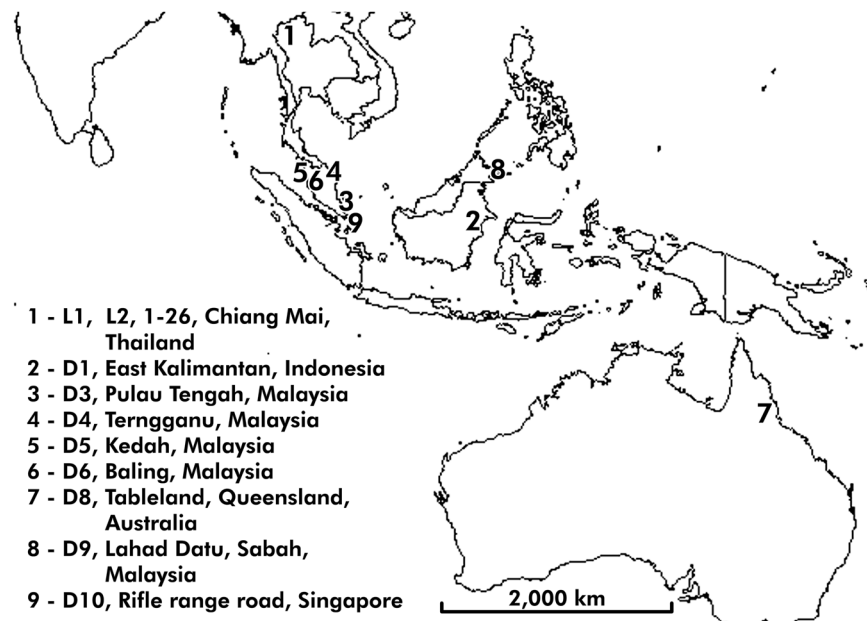 1
1
5
6
4
8
3
9
2
7
1 - L1, L2, 1-26, Chiang Mai,
Thailand
2 - D1, East Kalimantan, Indonesia
3 - D3, Pulau Tengah, Malaysia
4 - D4, Terngganu, Malaysia
5 - D5, Kedah, Malaysia
6 - D6, Baling, Malaysia
7 - D8, Tableland, Queensland,
Australia
8 - D9, Lahad Datu, Sabah,
Malaysia
9 - D10, Rifle range road, Singapore
2,000 km